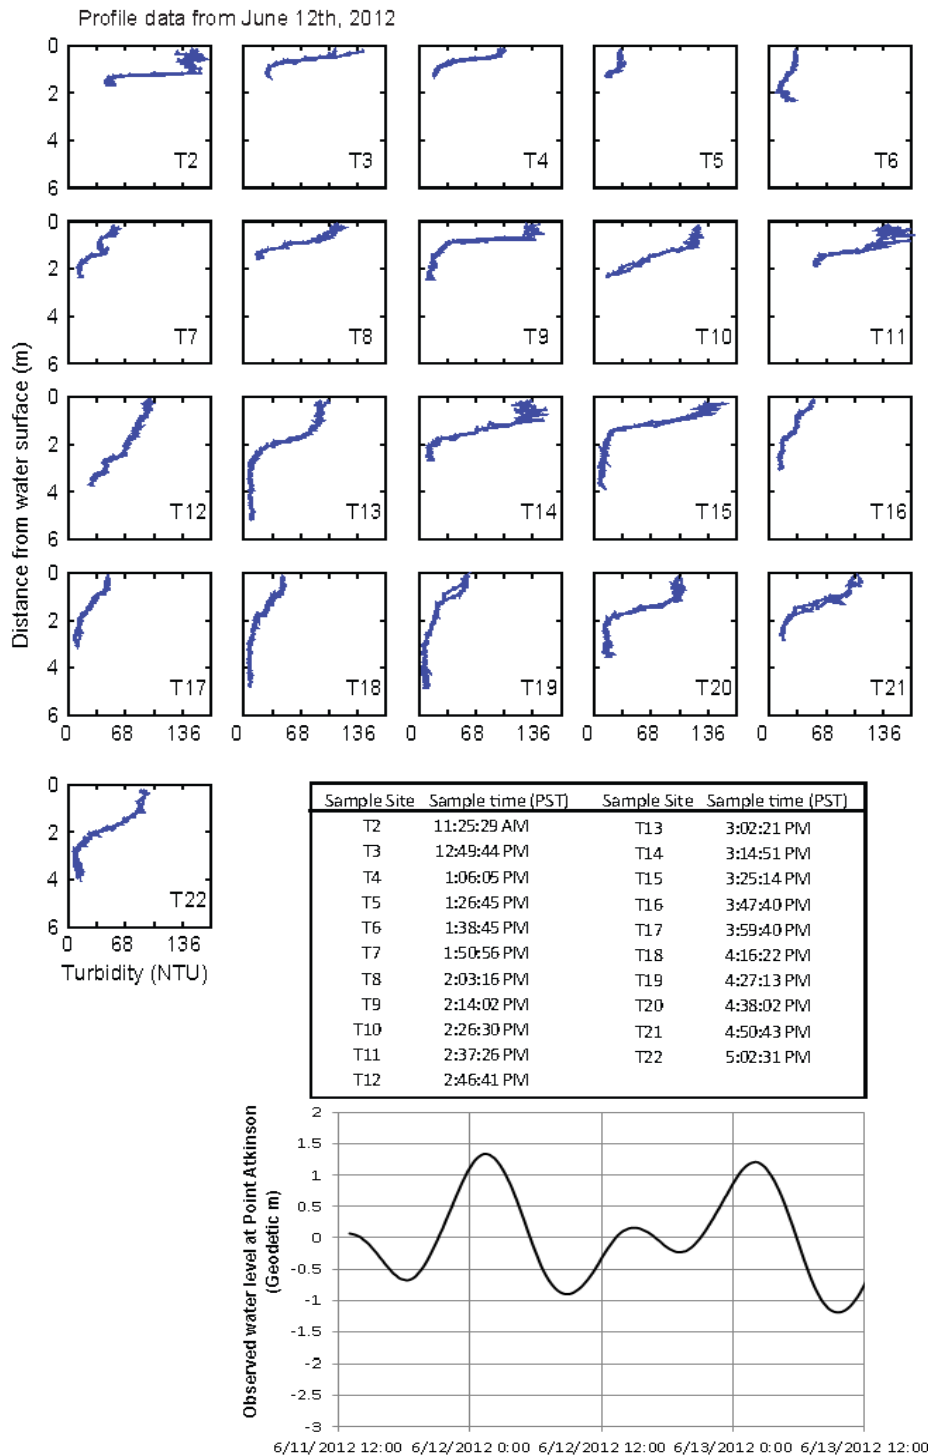 Profile data from June 12th, 2012
0
2
4
6
T2
T3
T4
T5
T6
0
2
4
6
T7
T8
T9
T10
T11
0
2
4
6
T12
T13
T14
T15
T16
0
2
4
6
T17
T18
T19
T20
T21
0 68 136 0 68 136 0 68 136 0 68 136 0 68 136
Distance from water surface (m)
0
2
4
6
T22
0 68 136
Turbidity (NTU)
Sample Site Sample time (PST) Sample Site Sample time (PST)
T2 11:25:29 AM T13 3:02:21 PM
T3 12:49:44 PM T14 3:14:51 PM
T4 1:06:05 PM T15 3:25:14 PM
T5 1:26:45 PM T16 3:47:40 PM
T6 1:38:45 PM T17 3:59:40 PM
T7 1:50:56 PM T18 4:16:22 PM
T8 2:03:16 PM T19 4:27:13 PM
T9 2:14:02 PM T20 4:38:02 PM
T10 2:26:30 PM T21 4:50:43 PM
T11 2:37:26 PM T22 5:02:31 PM
T12 2:46:41 PM
Observed water level at Point Atkinson
(Geodetic m)
2
1.5
1
0.5
0
-0.5
-1
-1.5
-2
-2.5
-3
6/11/2012 12:00 6/12/2012 0:00 6/12/2012 12:00 6/13/2012 0:00 6/13/2012 12:00